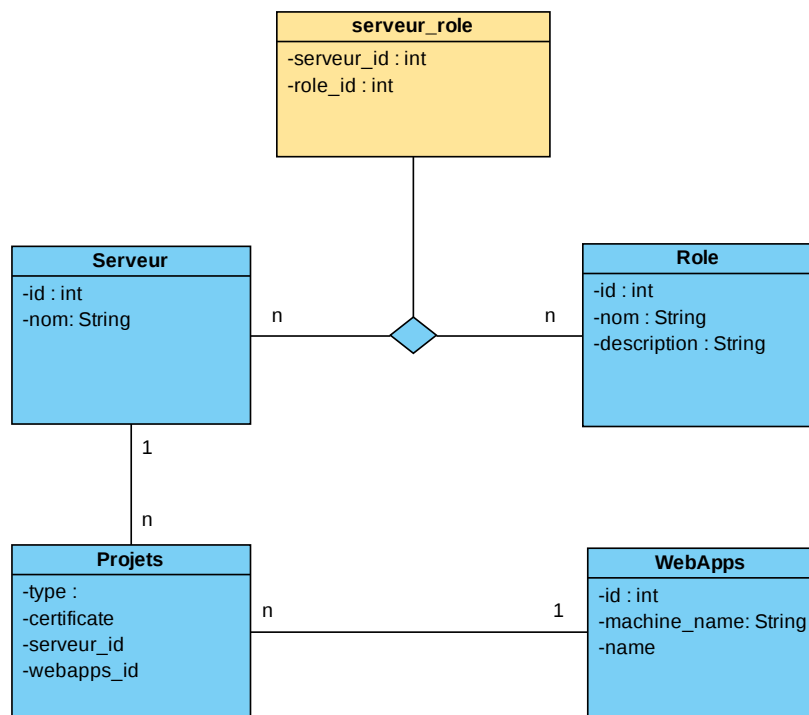 serveur_role
-serveur_id : int
-role_id : int
Serveur
-id : int
-nom: String
Role
-id : int
-nom : String
-description : String
n
n
1
n
Projets
-type :
-certificate
-serveur_id
-webapps_id
n
1
WebApps
-id : int
-machine_name: String
-name